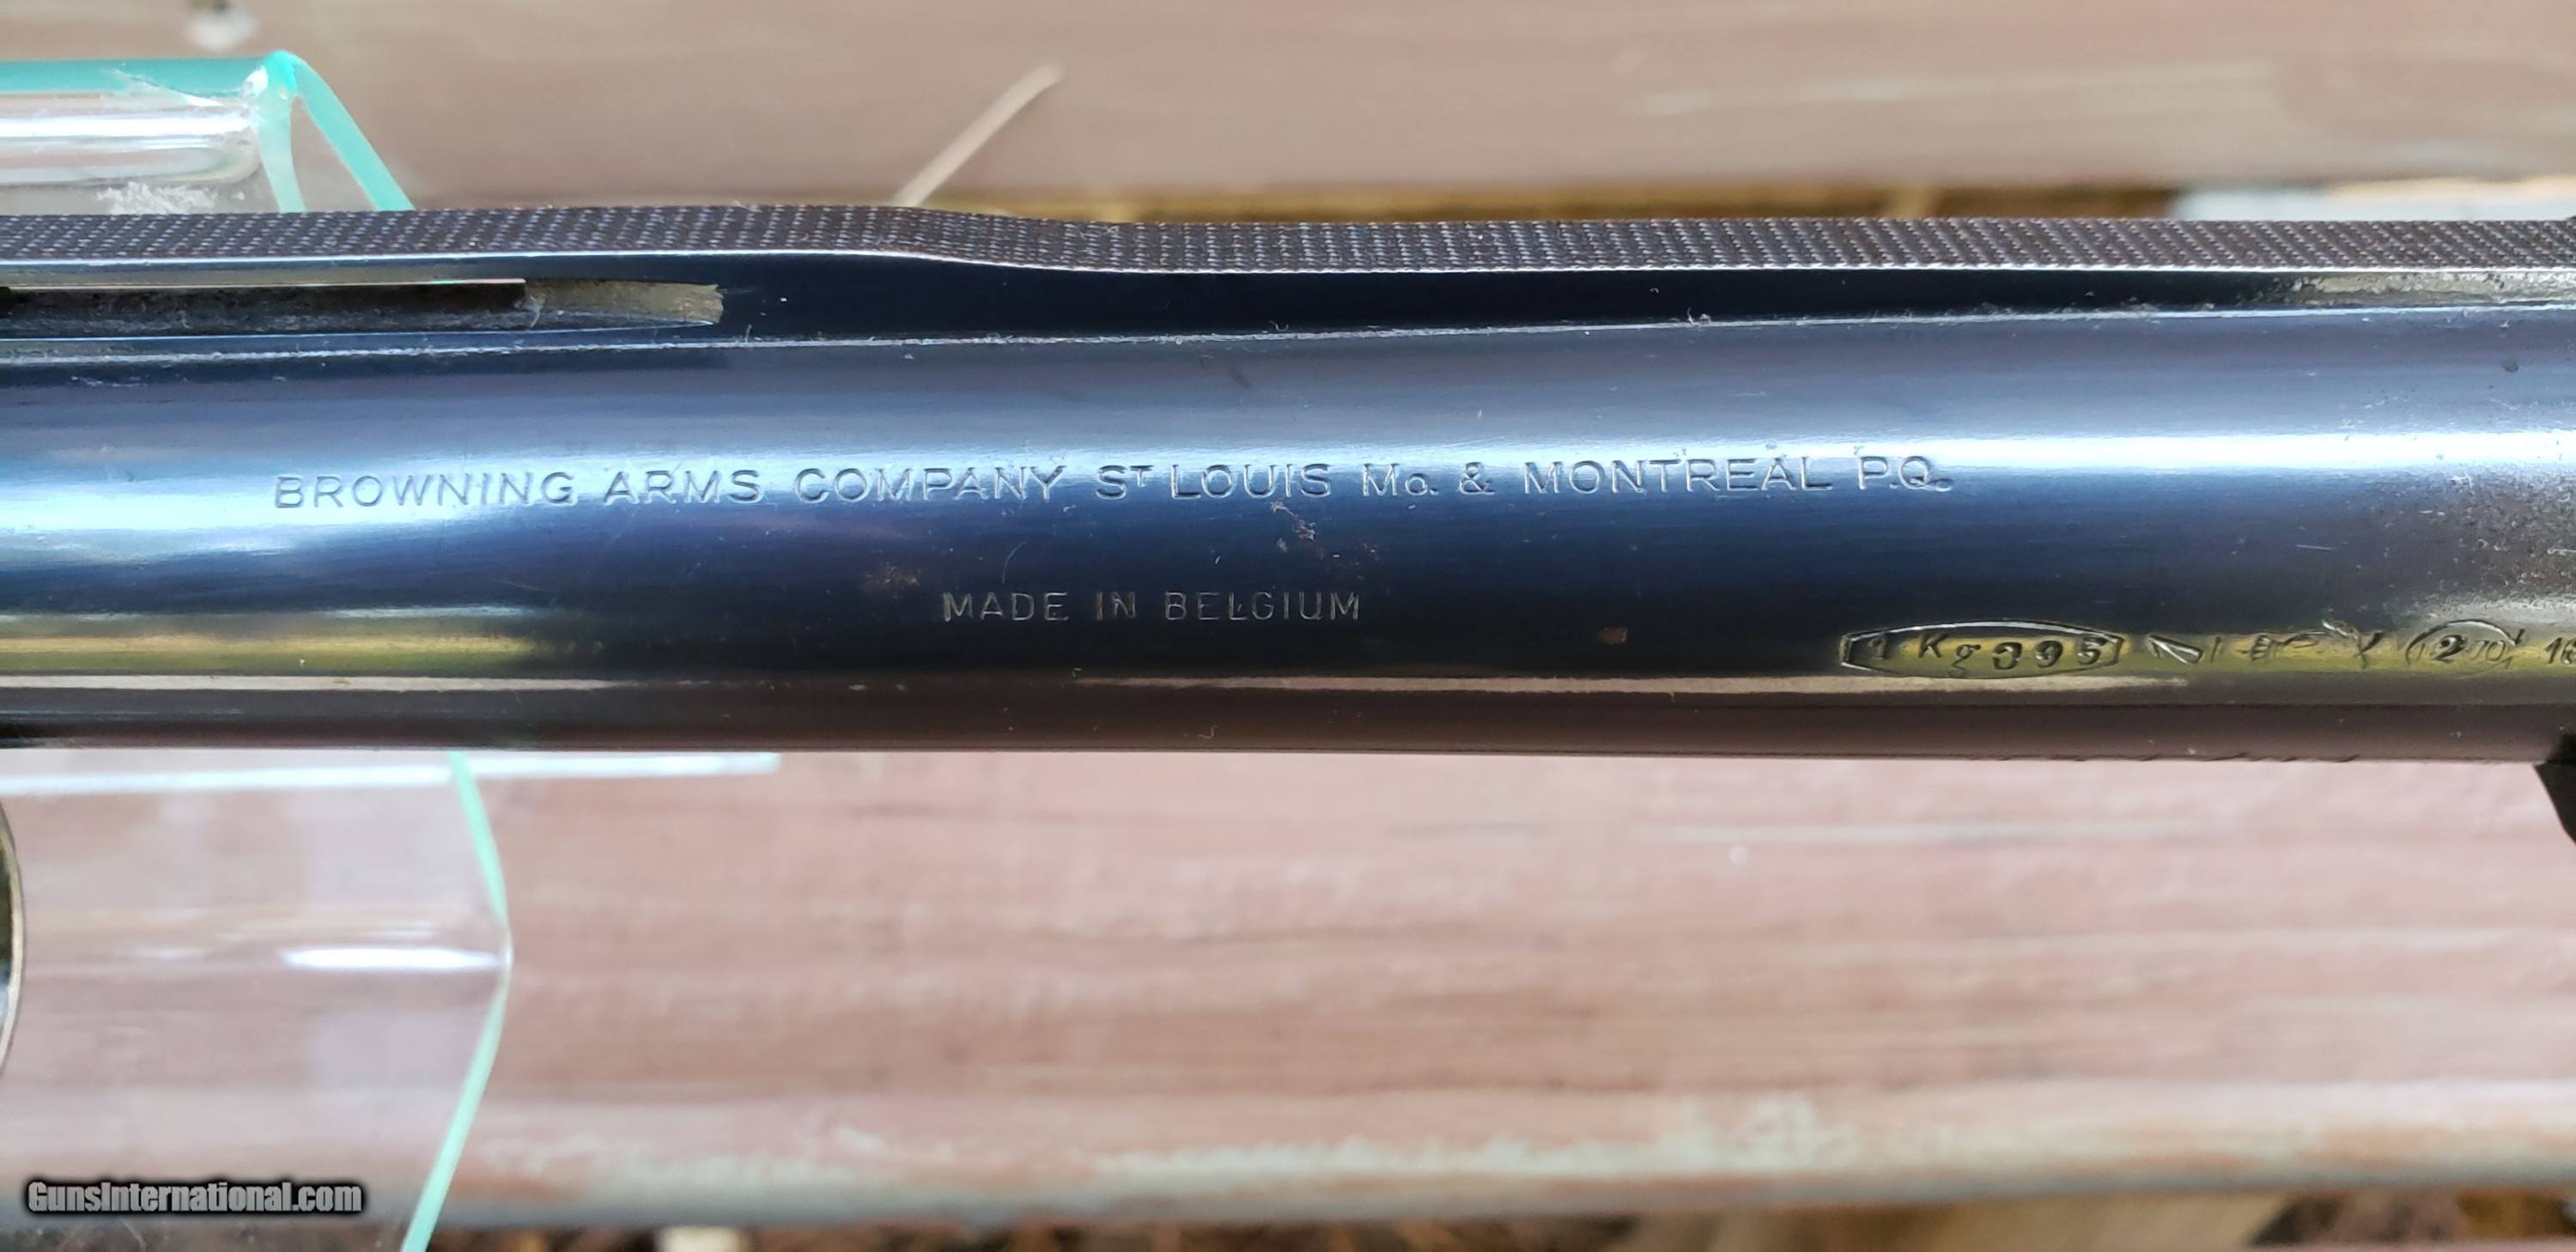 BROWNING ARMS COMPANY ST LOUIS Mo. & MONTREAL P.Q.
MADE IN BELGIUM
1 Kg 395
GunsInternational.com